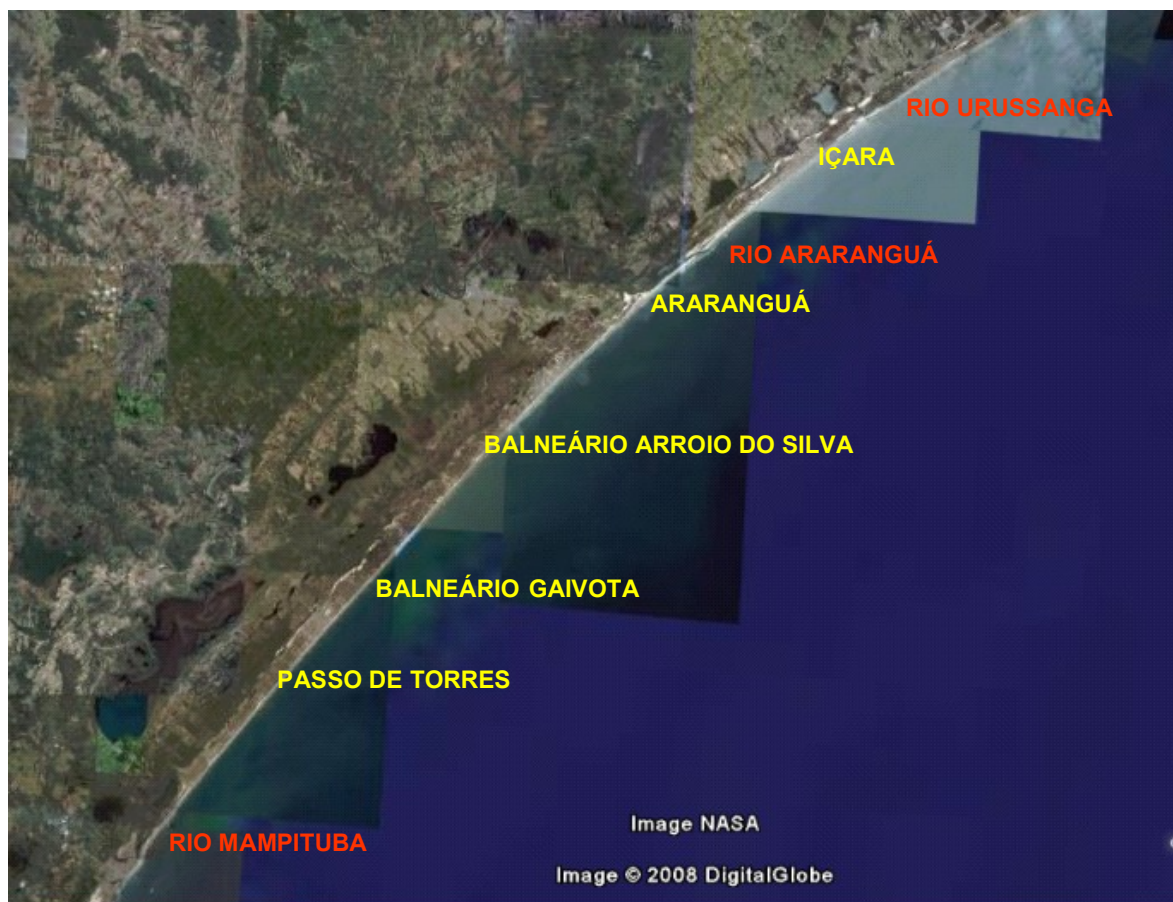 RIO URUSSANGA
IÇARA
RIO ARARANGUÁ
ARARANGUÁ
BALNEÁRIO ARROIO DO SILVA
BALNEÁRIO GAIVOTA
PASSO DE TORRES
Image NASA
RIO MAMPITUBA
Image © 2008 DigitalGlobe